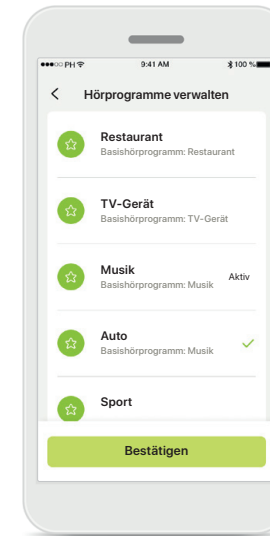 PH 9:41 AM 100 %
Hörprogramme verwalten
Restaurant
Basishörprogramm: Restaurant
TV-Gerät
Basishörprogramm: TV-Gerät
Musik
Basishörprogramm: Musik
Aktiv
Auto
Basishörprogramm: Musik
Sport
Bestätigen